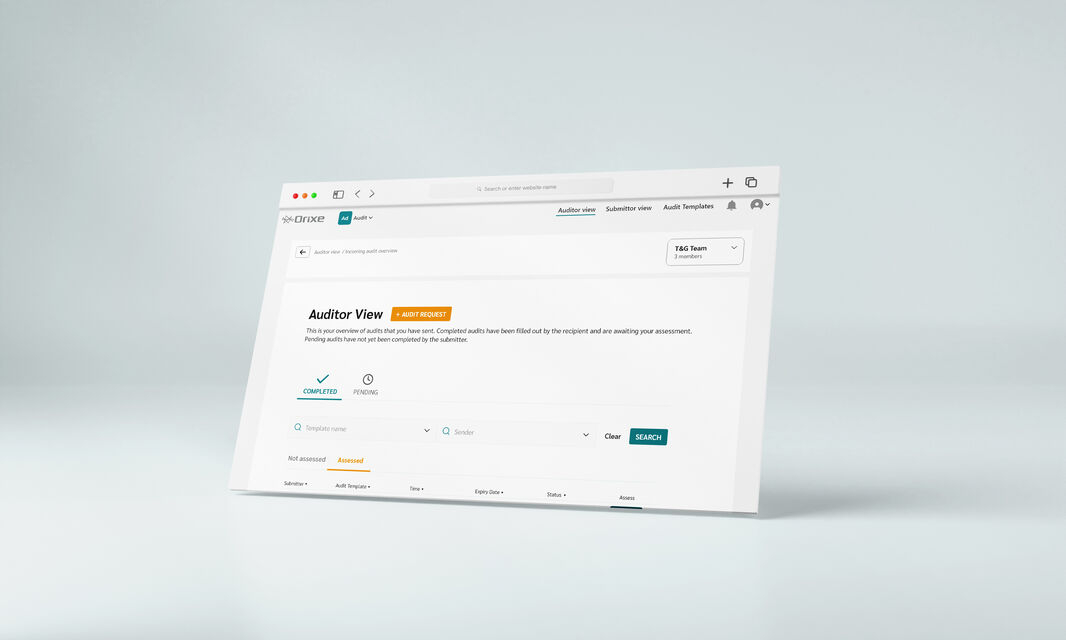 Search or enter website name
Drixe
Ad Audit
Auditor view Submittor view Audit Templates
Auditor view / Incoming audit overview
T&G Team
3 members
Auditor View
+ AUDIT REQUEST
This is your overview of audits that you have sent. Completed audits have been filled out by the recipient and are awaiting your assessment.
Pending audits have not yet been completed by the submitter.
COMPLETED PENDING
Template name Sender Clear SEARCH
Not assessed Assessed
Submitter Audit Template Time Expiry Date Status Assess